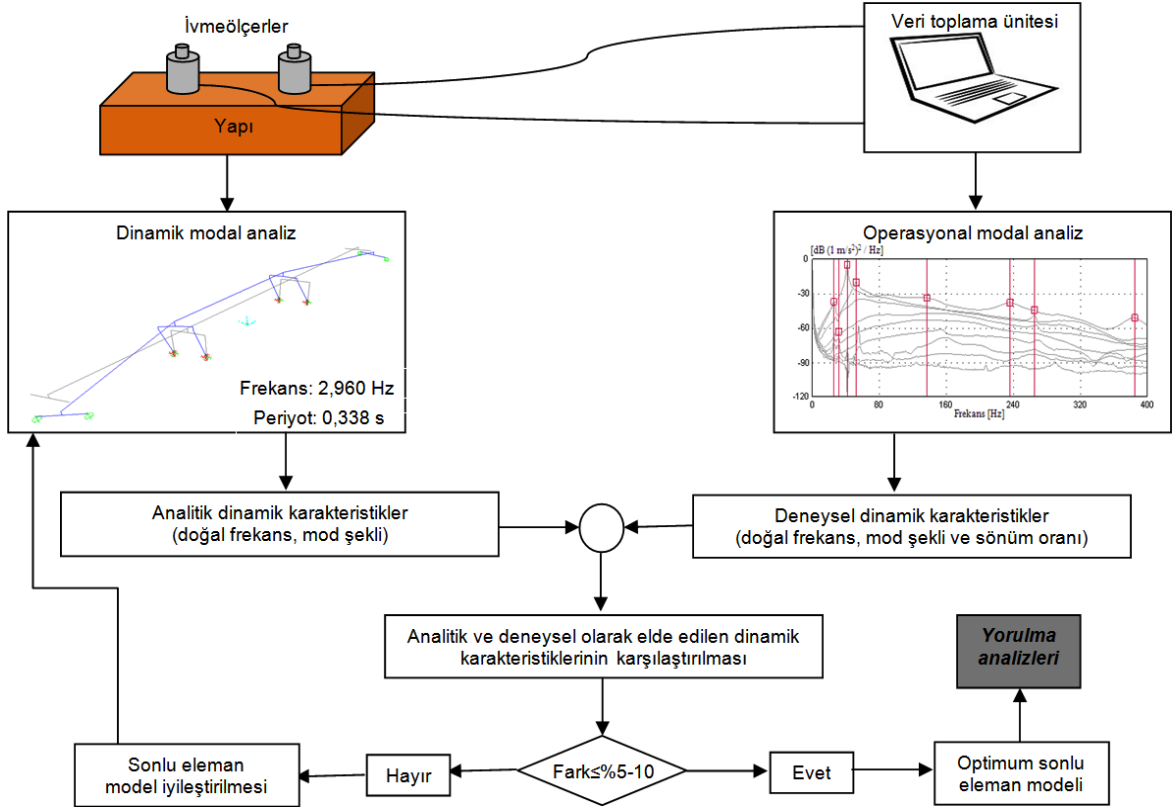 İvmeölçerler
Veri toplama ünitesi
Yapı
Dinamik modal analiz
Frekans: 2,960 Hz
Periyot: 0,338 s
Operasyonal modal analiz
[dB (1 m/s²)² / Hz]
0
-30
-60
-90
-120
0
80
160
240
320
400
Frekans [Hz]
Analitik dinamik karakteristikler
(doğal frekans, mod şekli)
Deneysel dinamik karakteristikler
(doğal frekans, mod şekli ve sönüm oranı)
Analitik ve deneysel olarak elde edilen dinamik
karakteristiklerinin karşılaştırılması
Yorulma
analizleri
Sonlu eleman
model iyileştirilmesi
Hayır
Fark≤%5-10
Evet
Optimum sonlu
eleman modeli